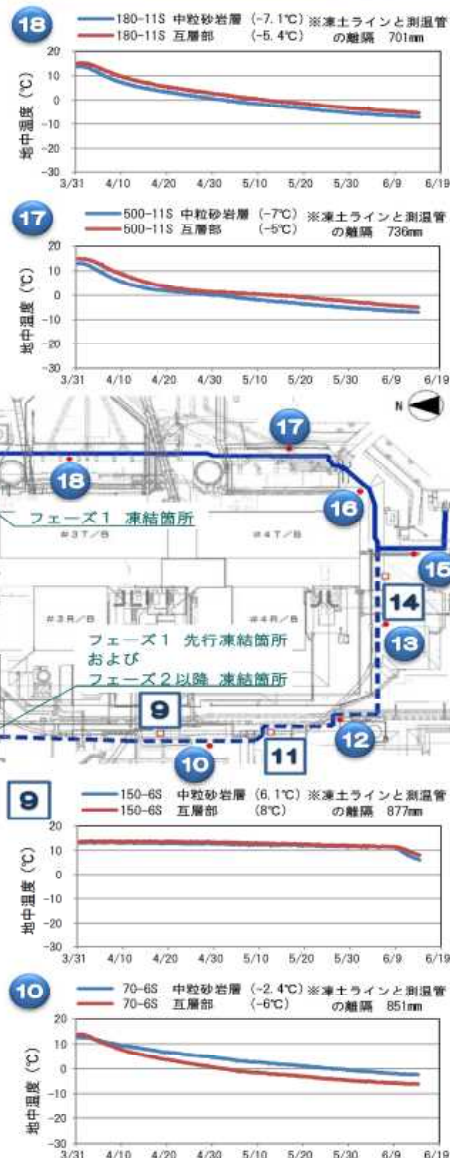 18
180-11S 中粒砂岩層 (-7.1℃) ※凍土ラインと測温管
180-11S 互層部 (-5.4℃) の離隔 701mm
地中温度 (℃)
20
10
0
-10
-20
-30
3/31 4/10 4/20 4/30 5/10 5/20 5/30 6/9 6/19
17
500-11S 中粒砂岩層 (-7℃) ※凍土ラインと測温管
500-11S 互層部 (-5℃) の離隔 736mm
地中温度 (℃)
20
10
0
-10
-20
-30
3/31 4/10 4/20 4/30 5/10 5/20 5/30 6/9 6/19
N
17
18
16
フェーズ1 凍結箇所
#3T/B #4T/B
15
14
#3R/B #4R/B
13
フェーズ1 先行凍結箇所
および
フェーズ2以降 凍結箇所
9
12
10
11
9
150-6S 中粒砂岩層 (6.1℃) ※凍土ラインと測温管
150-6S 互層部 (8℃) の離隔 877mm
地中温度 (℃)
20
10
0
-10
-20
-30
3/31 4/10 4/20 4/30 5/10 5/20 5/30 6/9 6/19
10
70-6S 中粒砂岩層 (-2.4℃) ※凍土ラインと測温管
70-6S 互層部 (-6℃) の離隔 851mm
地中温度 (℃)
20
10
0
-10
-20
-30
3/31 4/10 4/20 4/30 5/10 5/20 5/30 6/9 6/19